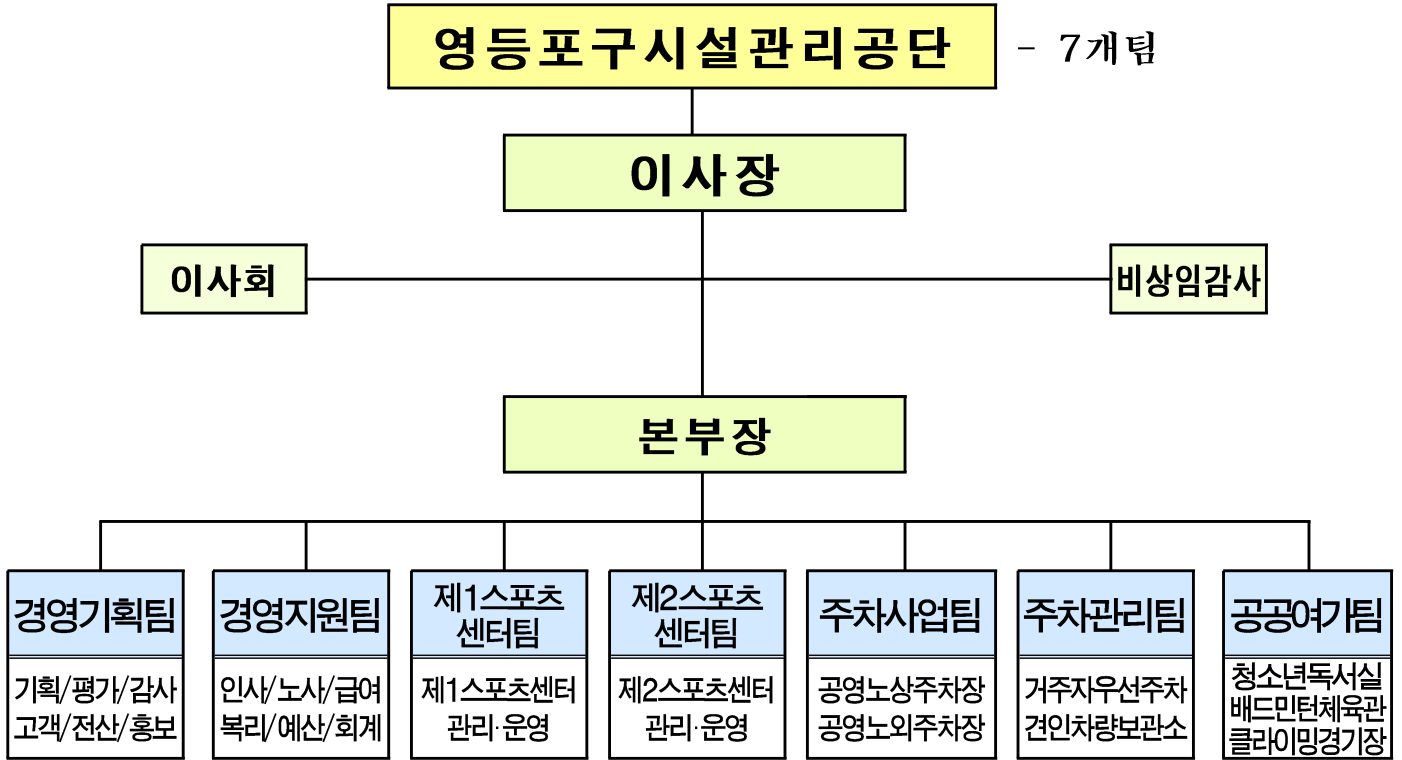 영등포구시설관리공단 - 7개팀
이사장
이사회
비상임감사
본부장
경영기획팀
기획/평가/감사
고객/전산/홍보
경영지원팀
인사/노사/급여
복리/예산/회계
제1스포츠
센터팀
제1스포츠센터
관리·운영
제2스포츠
센터팀
제2스포츠센터
관리·운영
주차사업팀
공영노상주차장
공영노외주차장
주차관리팀
거주자우선주차
견인차량보관소
공공여가팀
청소년독서실
배드민턴체육관
클라이밍경기장